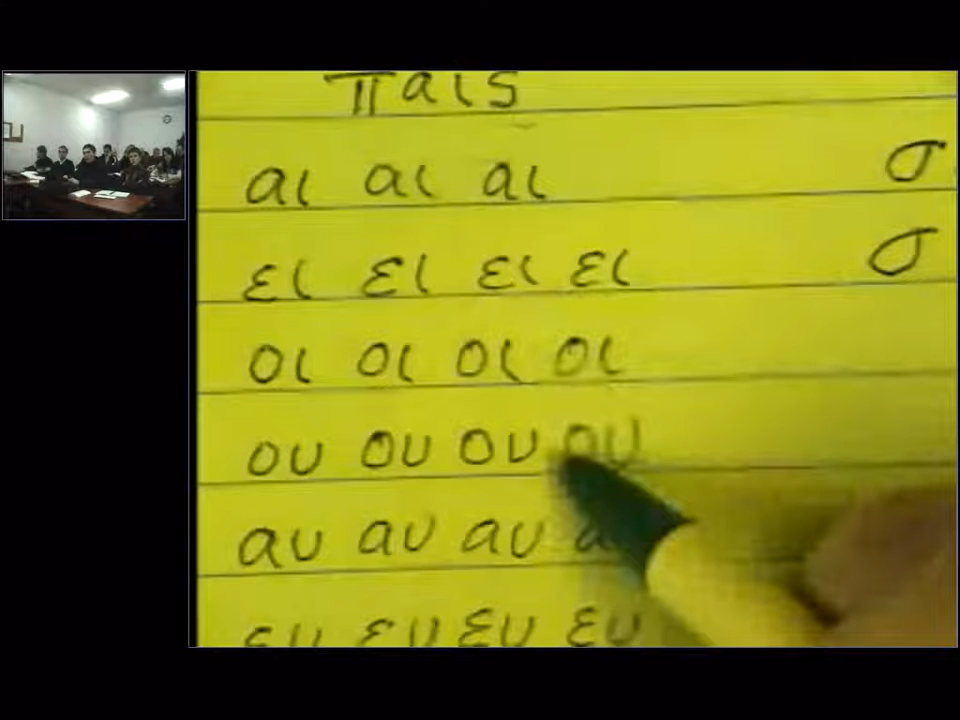 παις
αι αι αι σ
ει ει ει ει σ
οι οι οι οι
ου ου ου ου
αυ αυ αυ
ευ ευ ευ ευ